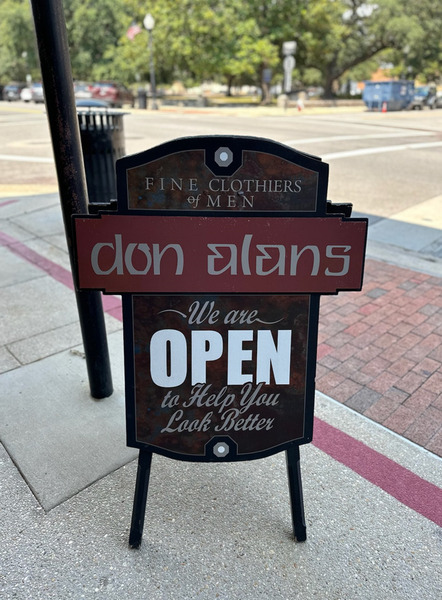 FINE CLOTHIERS
of MEN
don alans
We are
OPEN
to Help You
Look Better